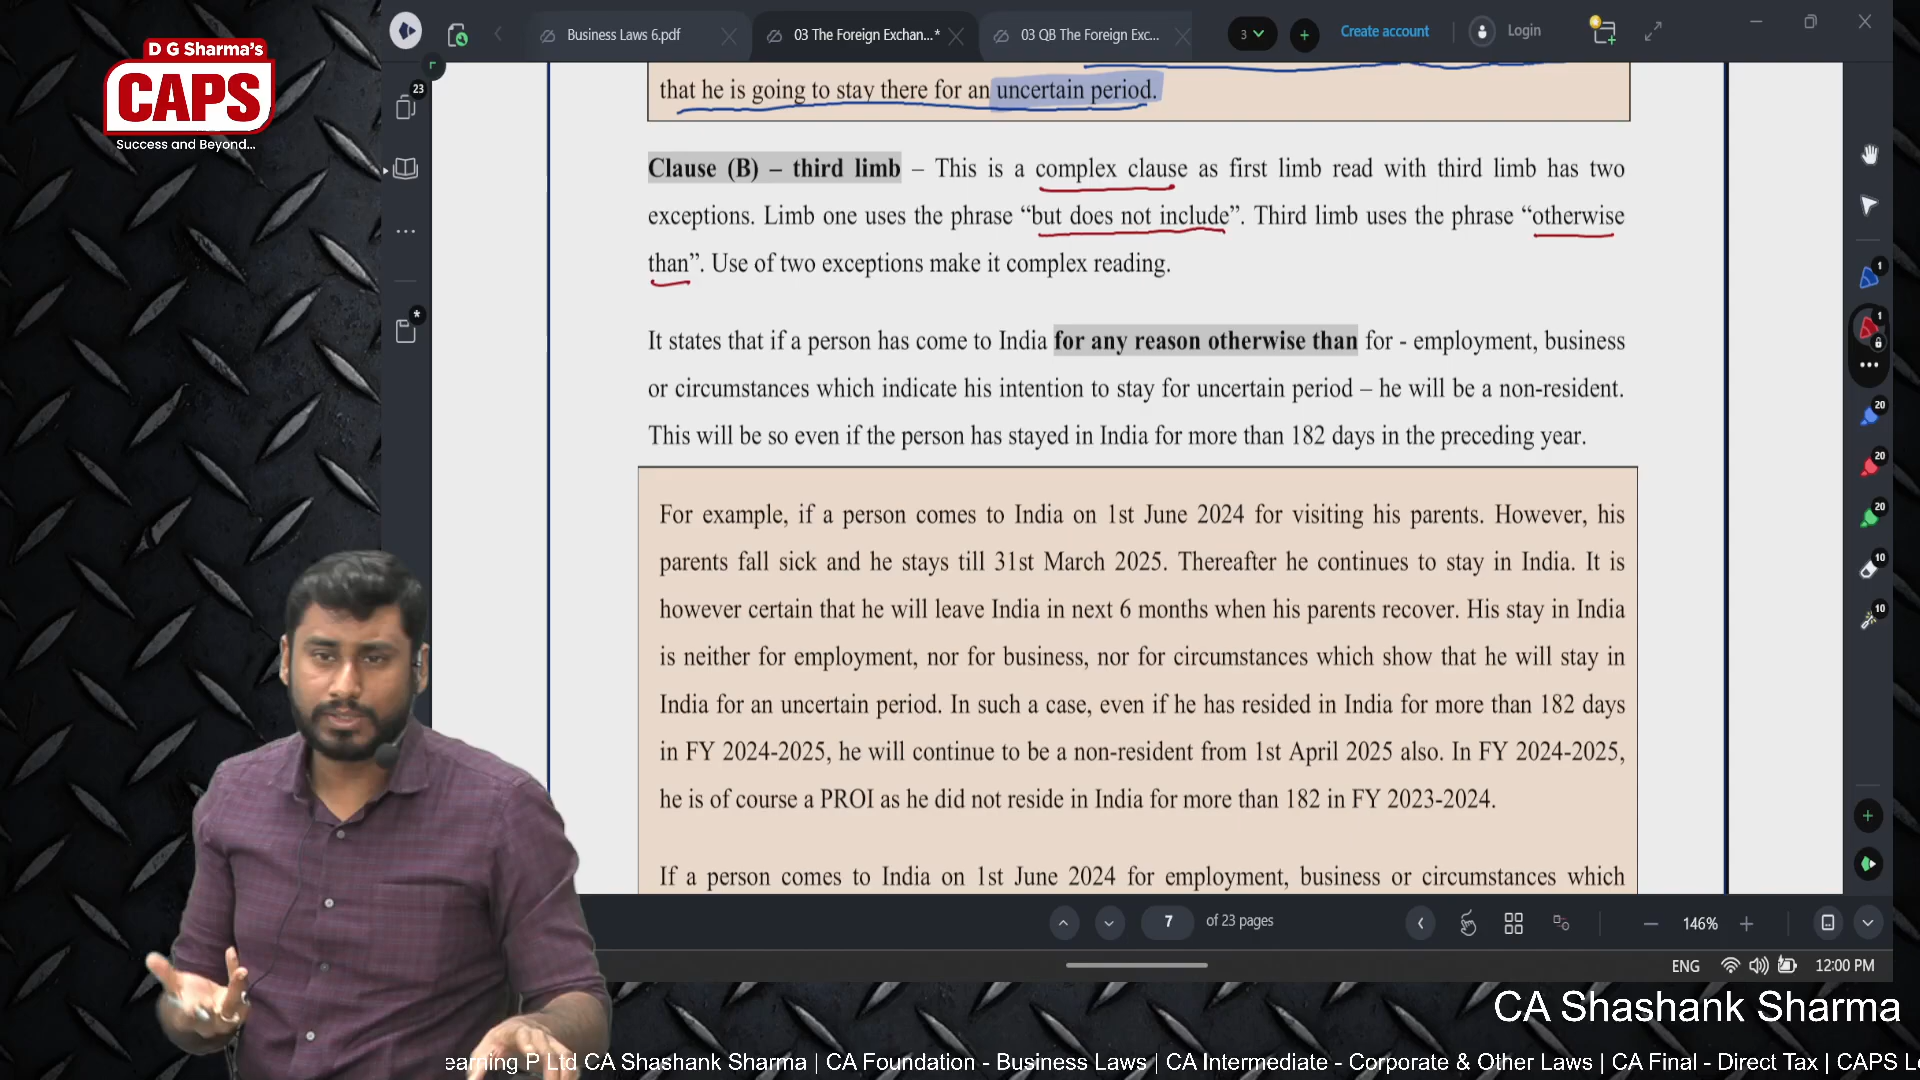 D G Sharma's
CAPS
Success and Beyond...
Business Laws 6.pdf
03 The Foreign Exchan...*
03 QB The Foreign Exc...
3
Create account
Login
23
that he is going to stay there for an uncertain period.
Clause (B) – third limb – This is a complex clause as first limb read with third limb has two
exceptions. Limb one uses the phrase “but does not include”. Third limb uses the phrase “otherwise
than”. Use of two exceptions make it complex reading.
It states that if a person has come to India for any reason otherwise than for - employment, business
or circumstances which indicate his intention to stay for uncertain period – he will be a non-resident.
This will be so even if the person has stayed in India for more than 182 days in the preceding year.
For example, if a person comes to India on 1st June 2024 for visiting his parents. However, his
parents fall sick and he stays till 31st March 2025. Thereafter he continues to stay in India. It is
however certain that he will leave India in next 6 months when his parents recover. His stay in India
is neither for employment, nor for business, nor for circumstances which show that he will stay in
India for an uncertain period. In such a case, even if he has resided in India for more than 182 days
in FY 2024-2025, he will continue to be a non-resident from 1st April 2025 also. In FY 2024-2025,
he is of course a PROI as he did not reside in India for more than 182 in FY 2023-2024.
If a person comes to India on 1st June 2024 for employment, business or circumstances which
1
1
20
20
20
10
10
7
of 23 pages
146%
ENG
12:00 PM
CA Shashank Sharma
earning P Ltd CA Shashank Sharma | CA Foundation - Business Laws | CA Intermediate - Corporate & Other Laws | CA Final - Direct Tax | CAPS Le